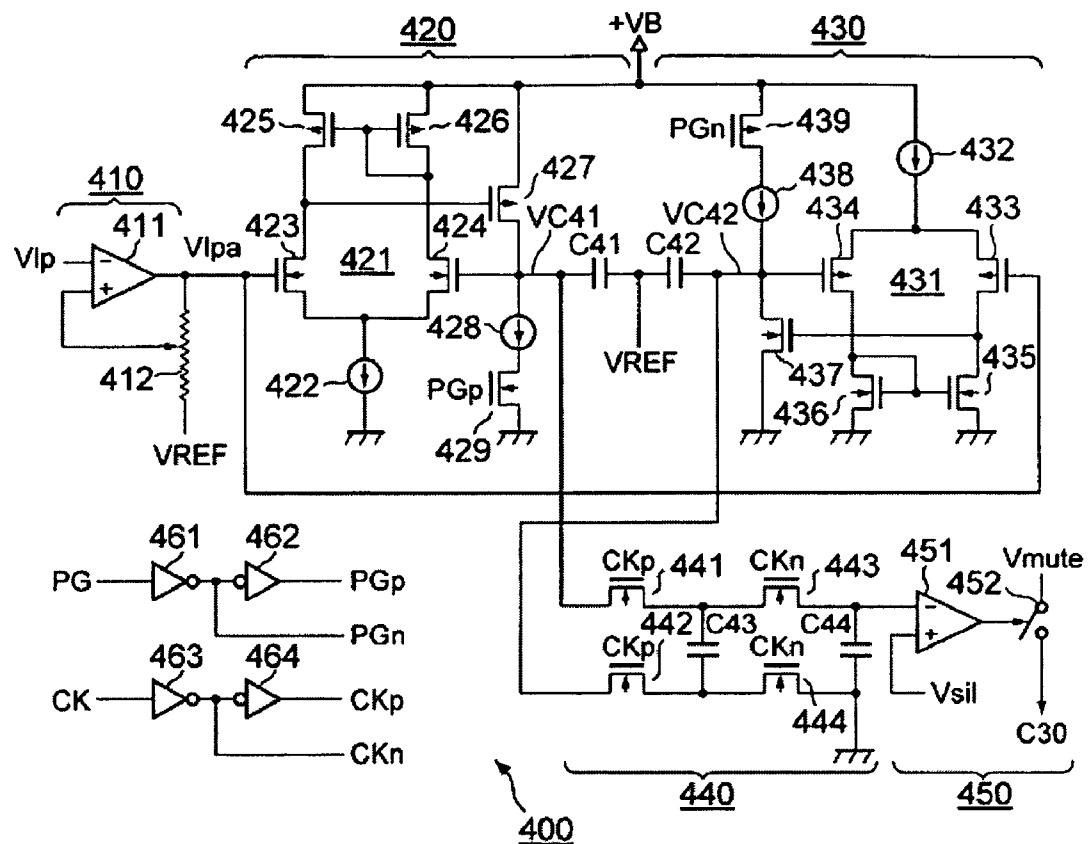 +VB
420
430
425
426
PGn
439
432
410
438
411
427
434
433
423
424
VC41
VC42
VIp
VIpa
421
C41
C42
431
428
412
422
VREF
437
435
PGp
436
VREF
429
461
462
CKp
441
CKn
443
451
Vmute
PG
PGp
452
442
C43
C44
PGn
CKp
CKn
463
464
CK
CKp
Vsil
444
C30
CKn
440
450
400
− + − +